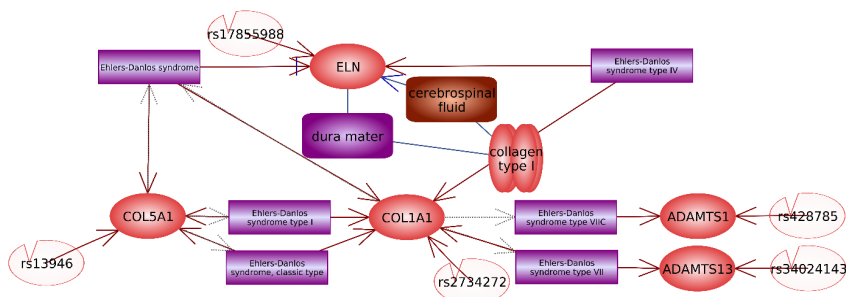 rs17855988
Ehlers-Danlos syndrome
ELN
Ehlers-Danlos
syndrome type IV
cerebrospinal
fluid
dura mater
collagen
type I
COL5A1
Ehlers-Danlos
syndrome type I
COL1A1
Ehlers-Danlos
syndrome type VIIC
ADAMTS1
rs428785
rs13946
Ehlers-Danlos
syndrome, classic type
rs2734272
Ehlers-Danlos
syndrome type VII
ADAMTS13
rs34024143